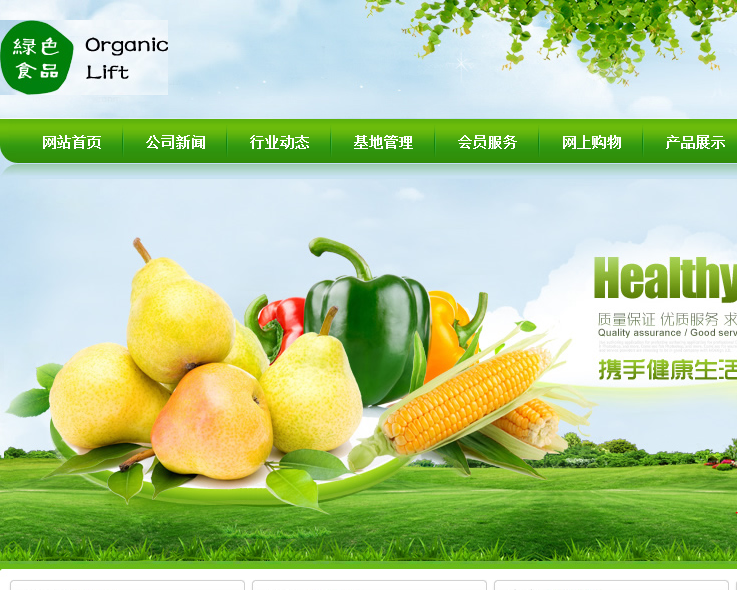 綠色
食品
Organic
Lift
网站首页 公司新闻 行业动态 基地管理 会员服务 网上购物 产品展示
Healthy
质量保证 优质服务 求
Quality assurance / Good serv
携手健康生活